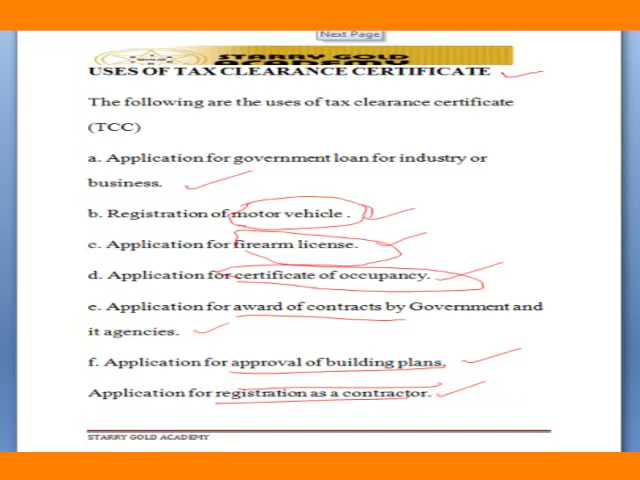 Next Page
STARRY GOLD
ACADEMY
USES OF TAX CLEARANCE CERTIFICATE
The following are the uses of tax clearance certificate
(TCC)
a. Application for government loan for industry or
business.
b. Registration of motor vehicle .
c. Application for firearm license.
d. Application for certificate of occupancy.
e. Application for award of contracts by Government and
it agencies.
f. Application for approval of building plans.
Application for registration as a contractor.
STARRY GOLD ACADEMY